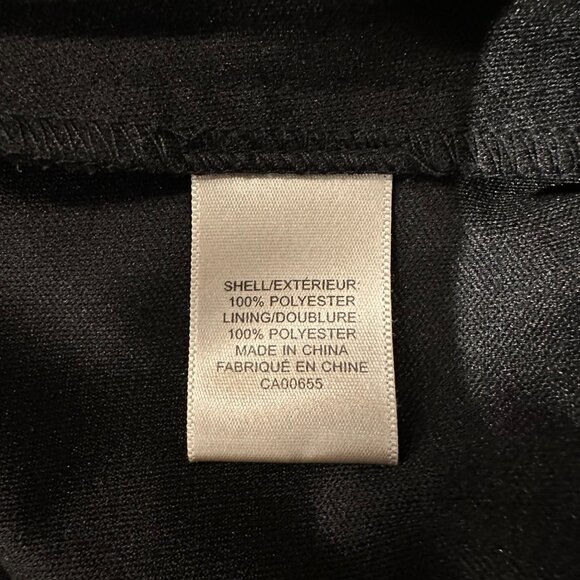 SHELL/EXTÉRIEUR:
100% POLYESTER
LINING/DOUBLURE:
100% POLYESTER
MADE IN CHINA
FABRIQUÉ EN CHINE
CA00655